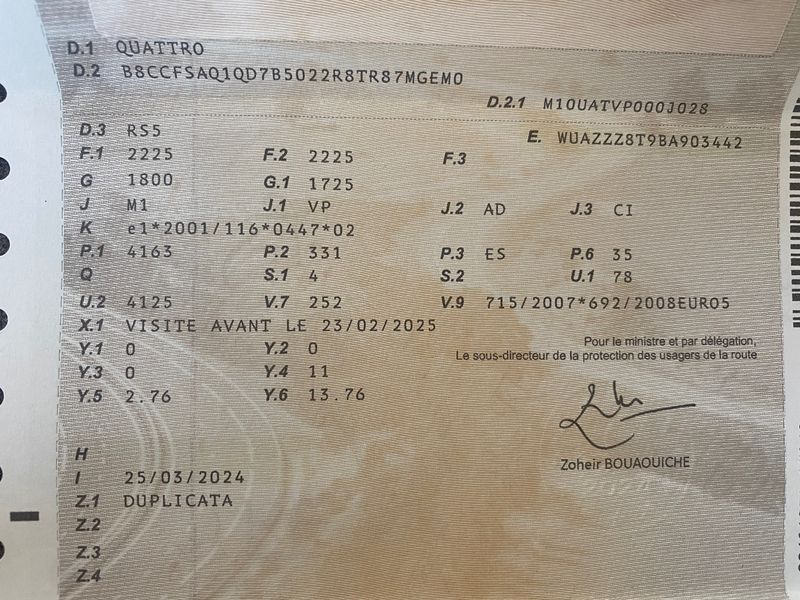 D.1 QUATTRO
D.2 B8CCFSAQ1QD7B5022R8TR87MGEM0
D.2.1 M10UATVP000J028
D.3 RS5
E. WUAZZZ8T9BA903442
F.1 2225 F.2 2225 F.3
G 1800 G.1 1725
J M1 J.1 VP J.2 AD J.3 CI
K e1*2001/116*0447*02
P.1 4163 P.2 331 P.3 ES P.6 35
Q S.1 4 S.2 U.1 78
U.2 4125 V.7 252 V.9 715/2007*692/2008EURO5
X.1 VISITE AVANT LE 23/02/2025
Y.1 0 Y.2 0
Pour le ministre et par délégation,
Le sous-directeur de la protection des usagers de la route
Y.3 0 Y.4 11
Y.5 2.76 Y.6 13.76
Zoheir BOUAOUICHE
H
I 25/03/2024
Z.1 DUPLICATA
Z.2
Z.3
Z.4